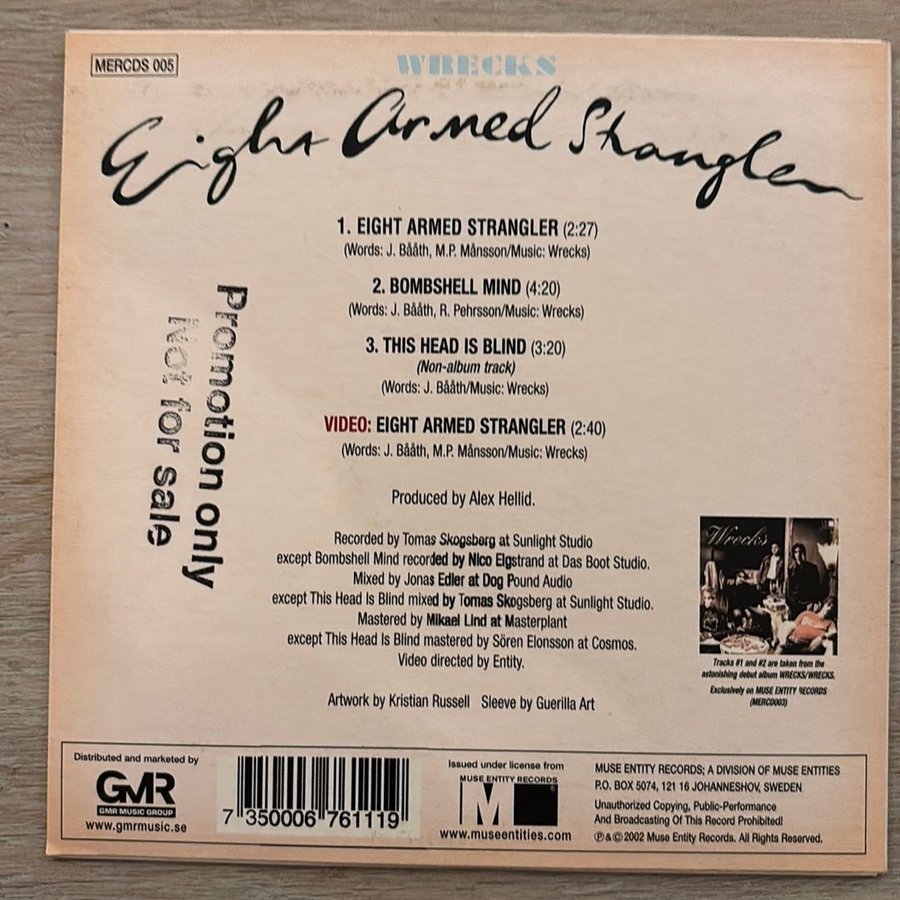 MERCDS 005
WRECKS
Eight Armed Strangler
1. EIGHT ARMED STRANGLER (2:27)
(Words: J. Bååth, M.P. Månsson/Music: Wrecks)
2. BOMBSHELL MIND (4:20)
(Words: J. Bååth, R. Pehrsson/Music: Wrecks)
3. THIS HEAD IS BLIND (3:20)
(Non-album track)
(Words: J. Bååth/Music: Wrecks)
VIDEO: EIGHT ARMED STRANGLER (2:40)
(Words: J. Bååth, M.P. Månsson/Music: Wrecks)
Promotion only
Not for sale
Produced by Alex Hellid.
Recorded by Tomas Skogsberg at Sunlight Studio
except Bombshell Mind recorded by Nico Elgstrand at Das Boot Studio.
Mixed by Jonas Edler at Dog Pound Audio
except This Head Is Blind mixed by Tomas Skogsberg at Sunlight Studio.
Mastered by Mikael Lind at Masterplant
except This Head Is Blind mastered by Sören Elonsson at Cosmos.
Video directed by Entity.
Artwork by Kristian Russell Sleeve by Guerilla Art
Wrecks
Tracks #1 and #2 are taken from the
astonishing debut album WRECKS/WRECKS.
Exclusively on MUSE ENTITY RECORDS
(MERCD003)
Distributed and marketed by
GMR
GMR MUSIC GROUP
www.gmrmusic.se
7 350006 761119
Issued under license from
MUSE ENTITY RECORDS
M
www.museentities.com
MUSE ENTITY RECORDS; A DIVISION OF MUSE ENTITIES
P.O. BOX 5074, 121 16 JOHANNESHOV, SWEDEN
Unauthorized Copying, Public-Performance
And Broadcasting Of This Record Prohibited!
℗&©2002 Muse Entity Records. All Rights Reserved.